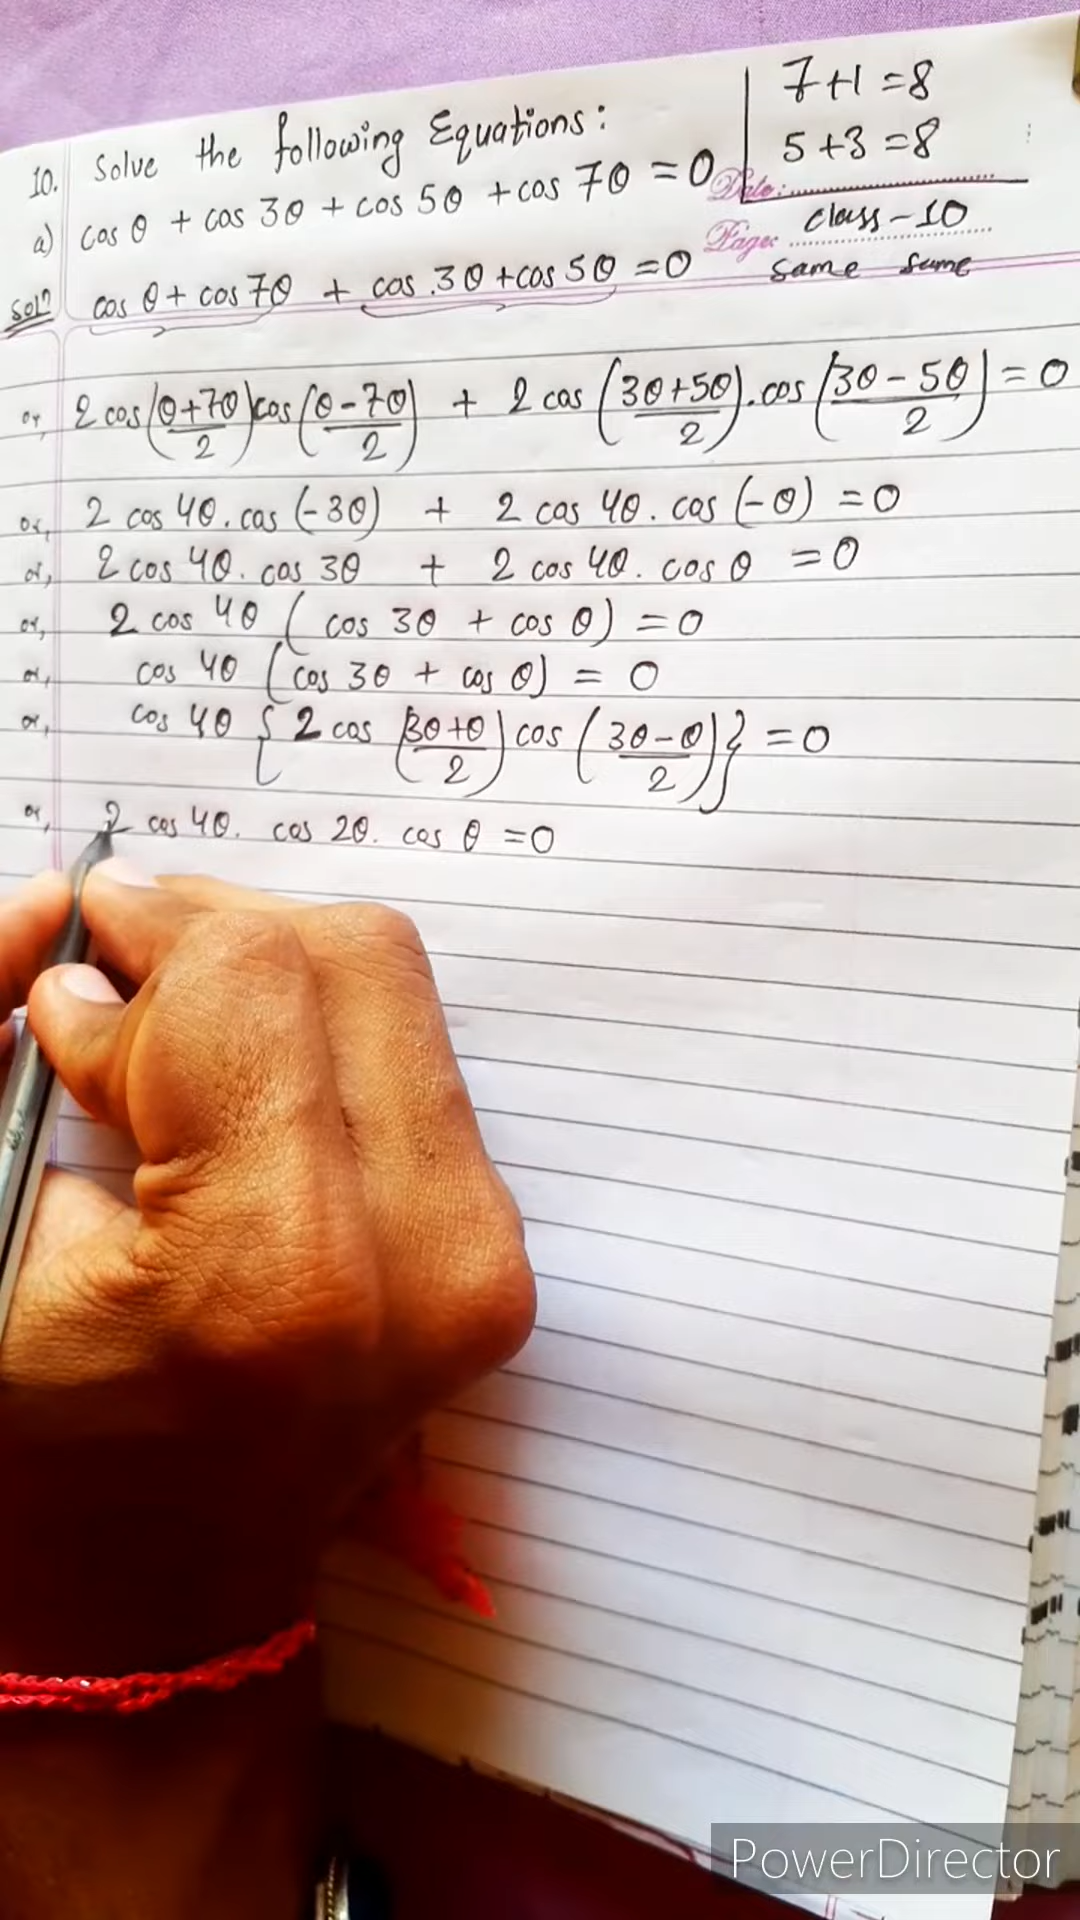 7+1 =8
5+3 =8
10. Solve the following Equations:
a) cos θ + cos 3θ + cos 5θ + cos 7θ = 0
Date:
Page: class-10
same same
Solⁿ cos θ + cos 7θ + cos .3θ + cos 5θ = 0
or, 2 cos(θ+7θ/2) cos(θ-7θ/2) + 2 cos (3θ+5θ/2). cos (3θ-5θ/2) = 0
or, 2 cos 4θ. cos (-3θ) + 2 cos 4θ. cos (-θ) = 0
or, 2 cos 4θ. cos 3θ + 2 cos 4θ. cos θ = 0
or, 2 cos 4θ (cos 3θ + cos θ) = 0
or, cos 4θ (cos 3θ + cos θ) = 0
or, cos 4θ {2 cos (3θ+θ/2) cos (3θ-θ/2)} = 0
or, 2 cos 4θ. cos 2θ. cos θ = 0
PowerDirector